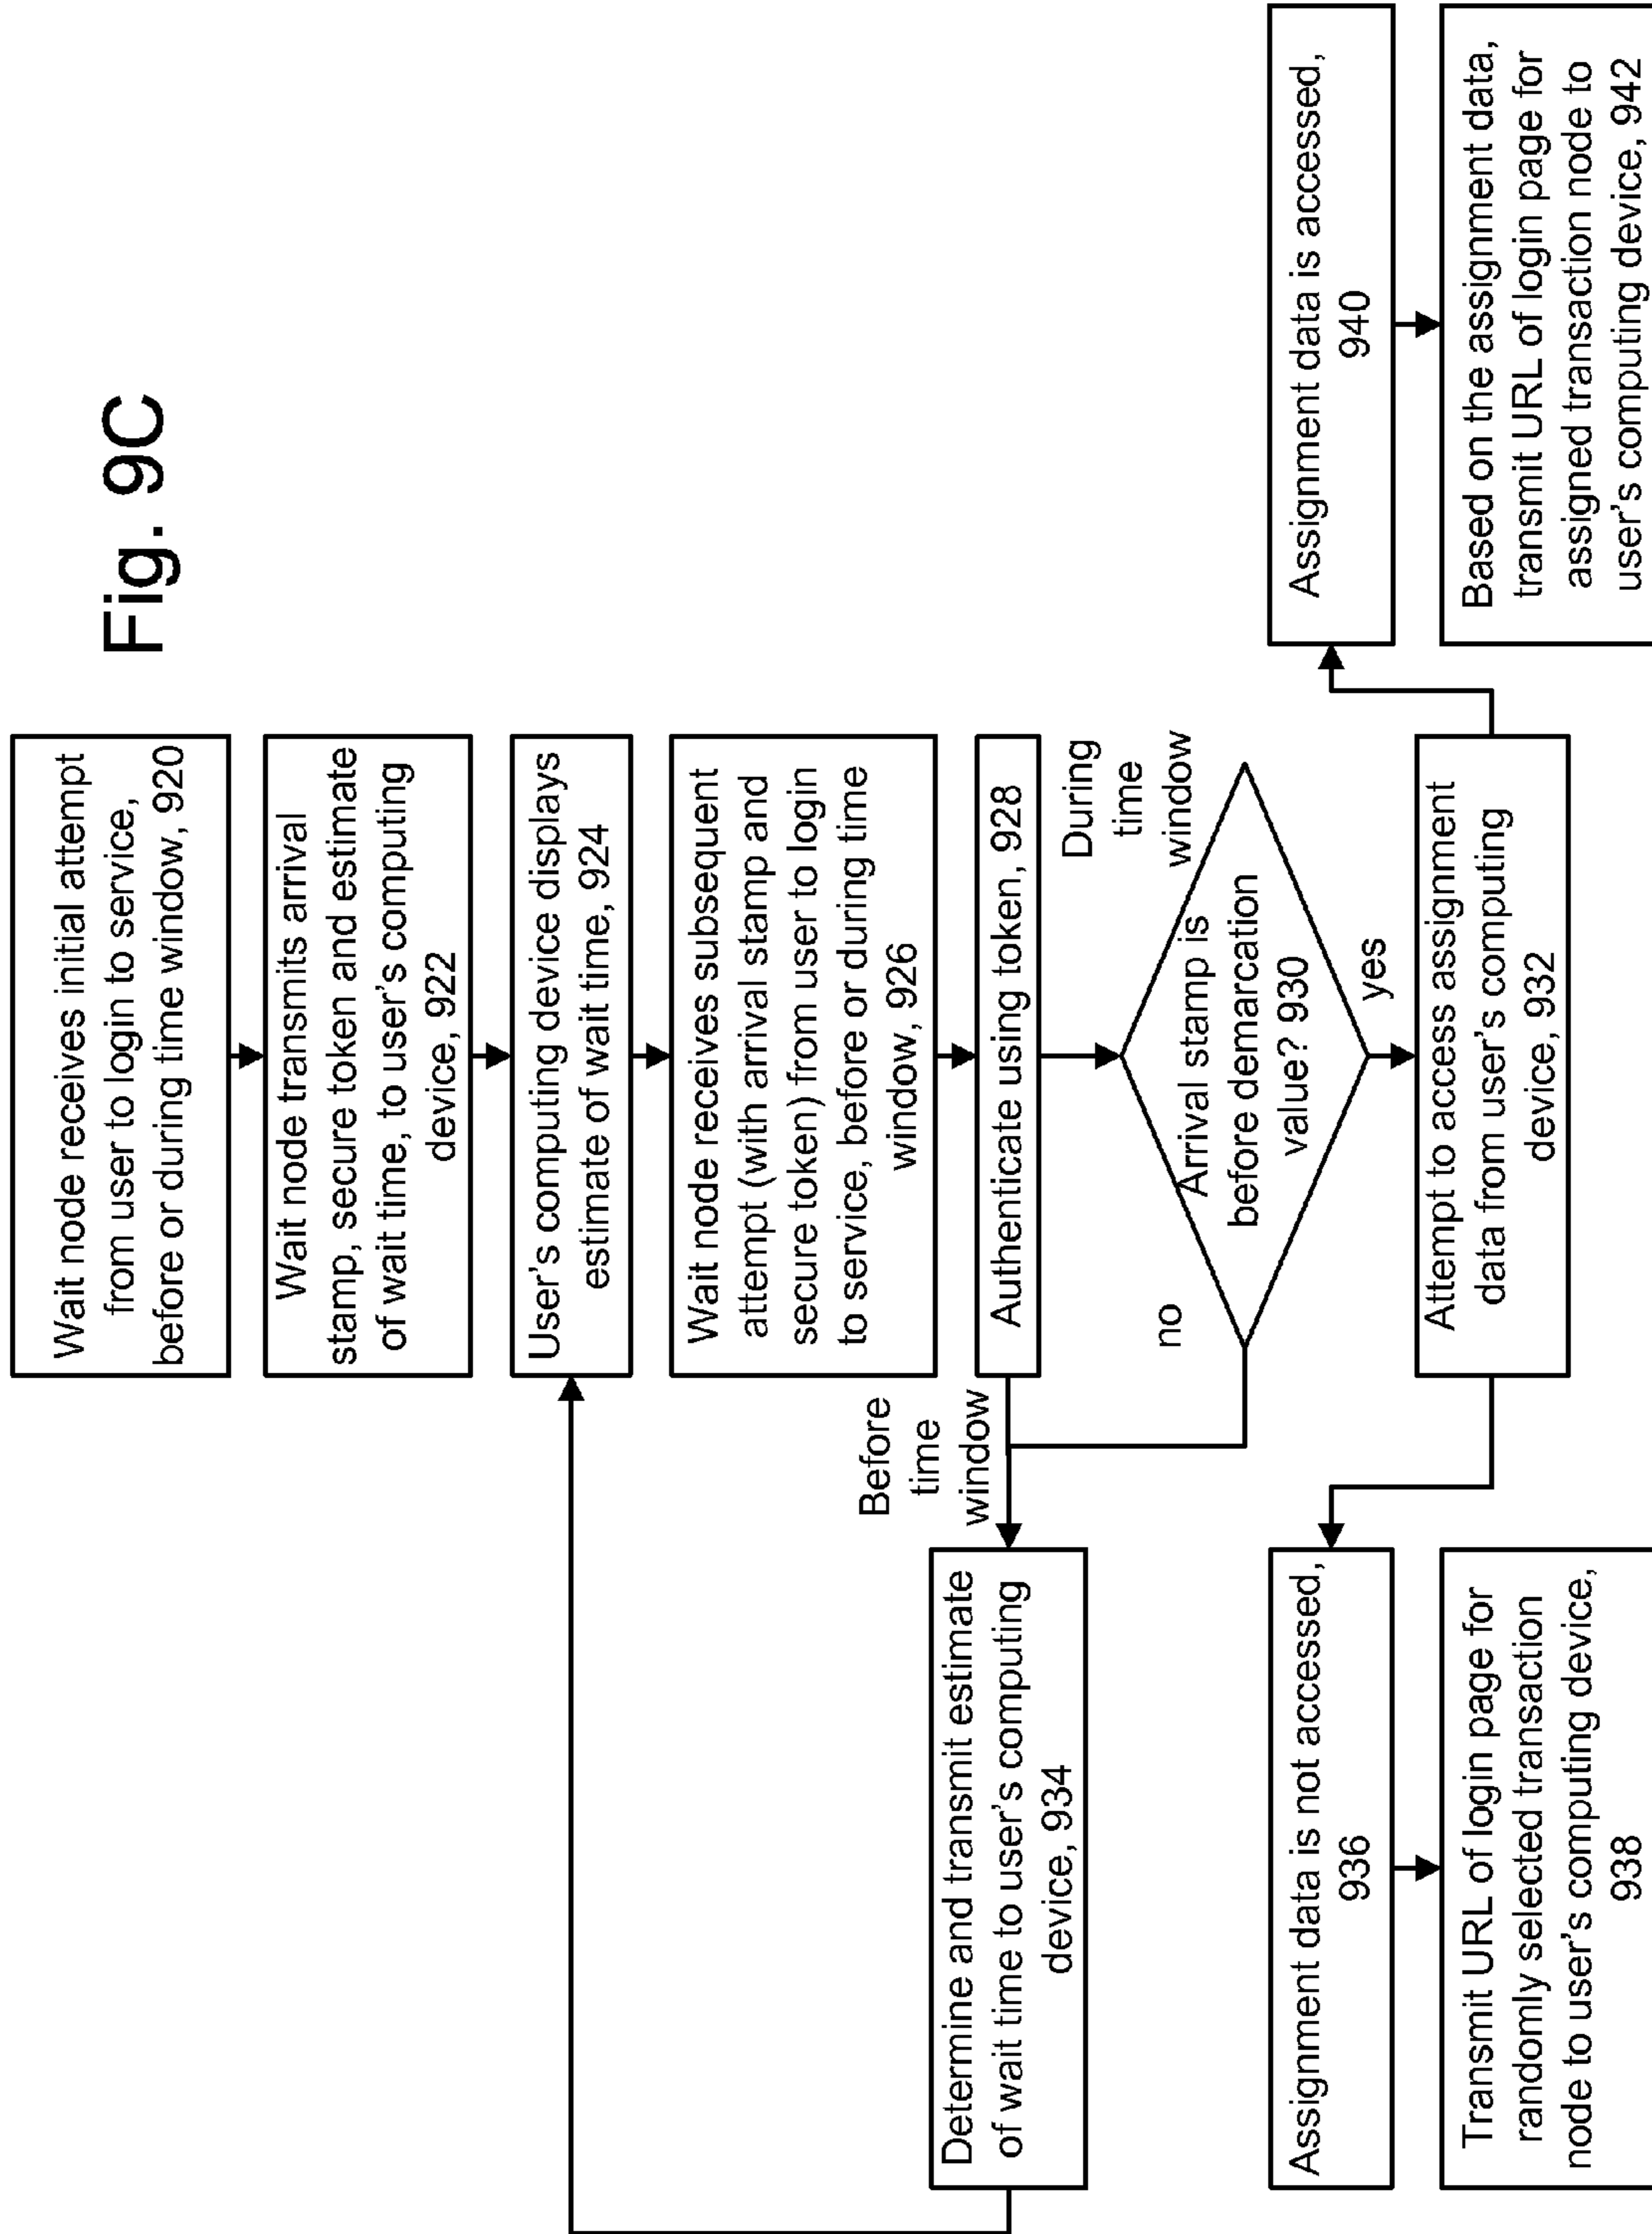 Fig. 9C
Wait node receives initial attempt
from user to login to service,
before or during time window, 920
Wait node transmits arrival
stamp, secure token and estimate
of wait time, to user's computing
device, 922
User's computing device displays
estimate of wait time, 924
Wait node receives subsequent
attempt (with arrival stamp and
secure token) from user to login
to service, before or during time
window, 926
Authenticate using token, 928
Before
time
window
During
time
window
Arrival stamp is
before demarcation
value? 930
no
yes
Determine and transmit estimate
of wait time to user's computing
device, 934
Attempt to access assignment
data from user's computing
device, 932
Assignment data is not accessed,
936
Transmit URL of login page for
randomly selected transaction
node to user's computing device,
938
Assignment data is accessed,
940
Based on the assignment data,
transmit URL of login page for
assigned transaction node to
user's computing device, 942